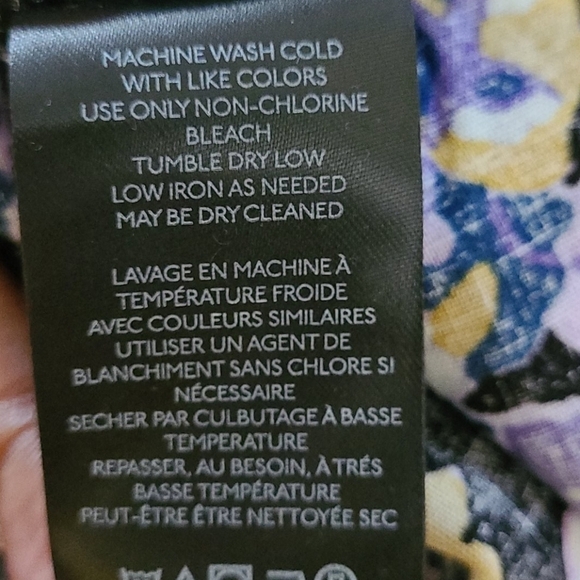 MACHINE WASH COLD
WITH LIKE COLORS
USE ONLY NON-CHLORINE
BLEACH
TUMBLE DRY LOW
LOW IRON AS NEEDED
MAY BE DRY CLEANED
LAVAGE EN MACHINE À
TEMPÉRATURE FROIDE
AVEC COULEURS SIMILAIRES
UTILISER UN AGENT DE
BLANCHIMENT SANS CHLORE SI
NÉCESSAIRE
SECHER PAR CULBUTAGE À BASSE
TEMPERATURE
REPASSER, AU BESOIN, À TRÉS
BASSE TEMPÉRATURE
PEUT-ÊTRE ÊTRE NETTOYÉE SEC